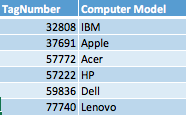 TagNumber Computer Model
32808 IBM
37691 Apple
57772 Acer
57222 HP
59836 Dell
77740 Lenovo